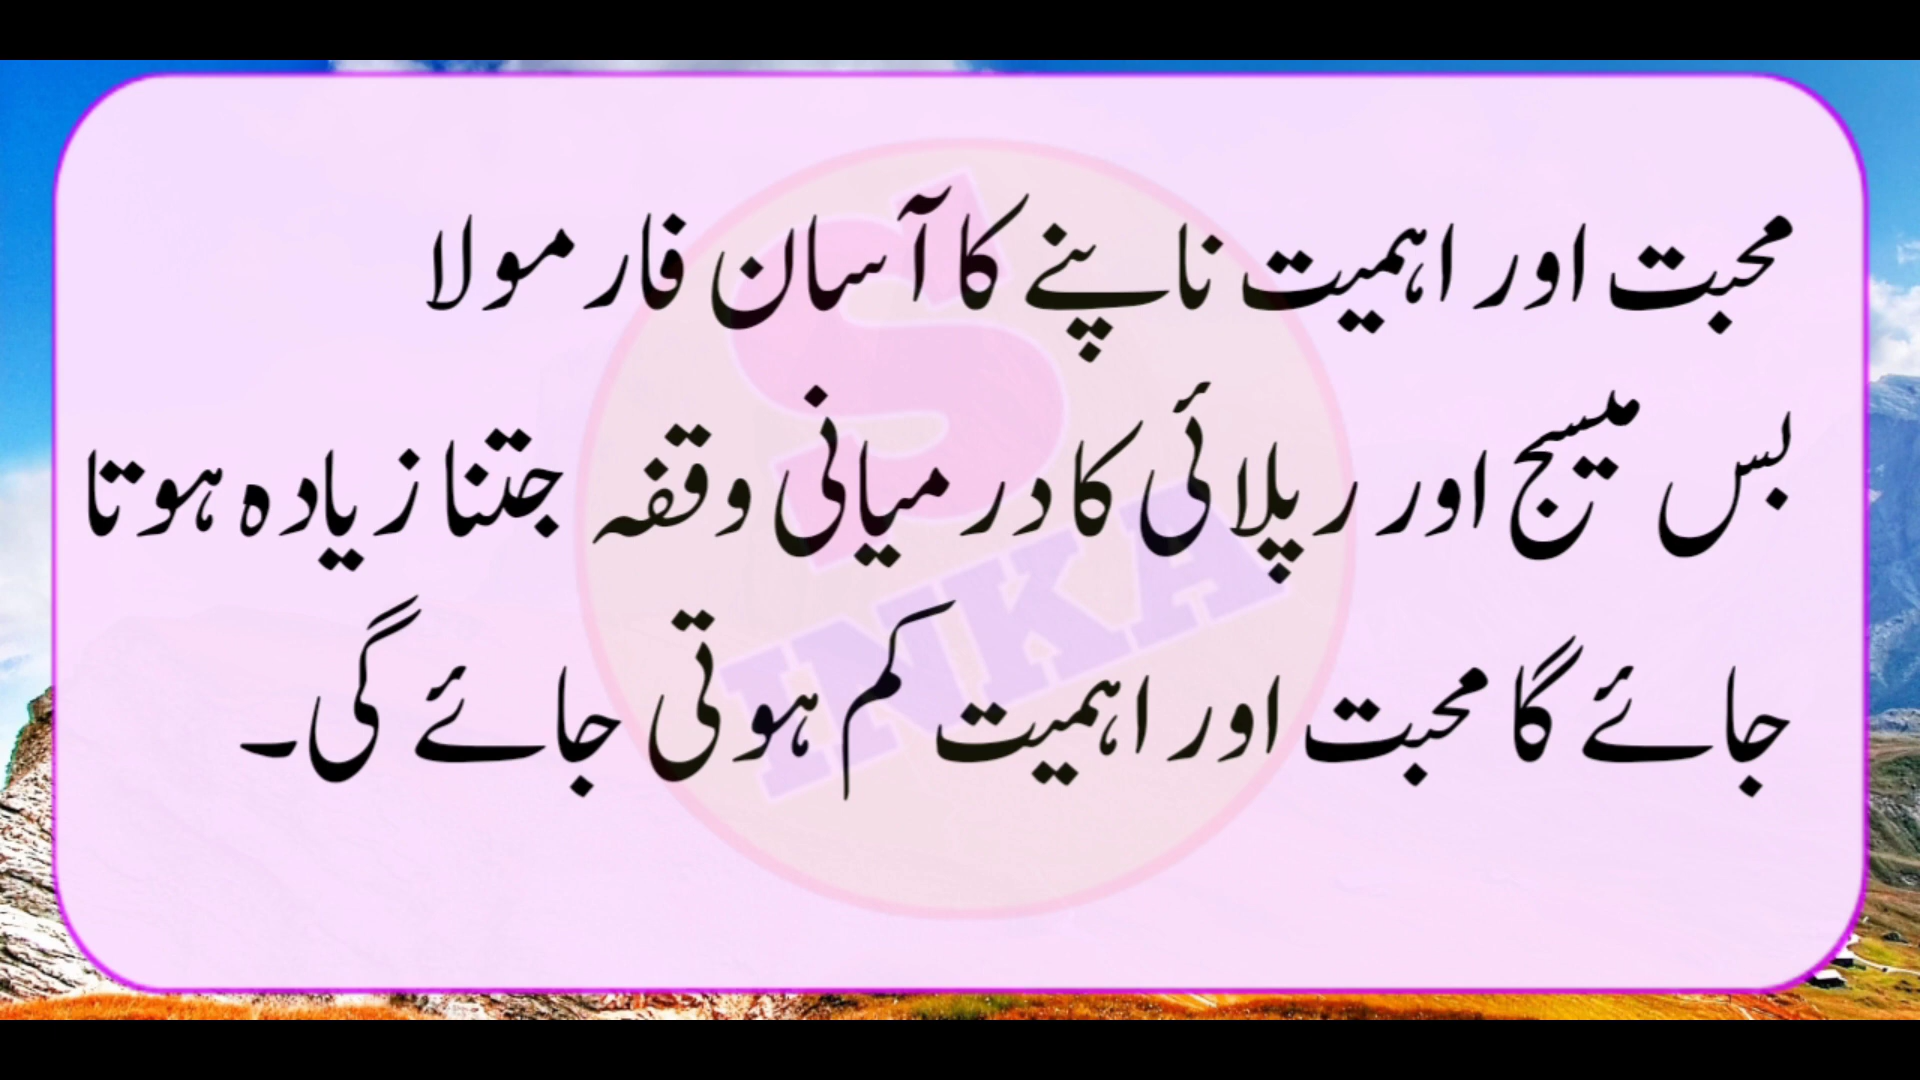 محبت اور اہمیت ناپنے کا آسان فارمولا
بس میسج اور رپلائی کا درمیانی وقفہ جتنا زیادہ ہوتا
جائے گا محبت اور اہمیت کم ہوتی جائے گی۔
S
INKA